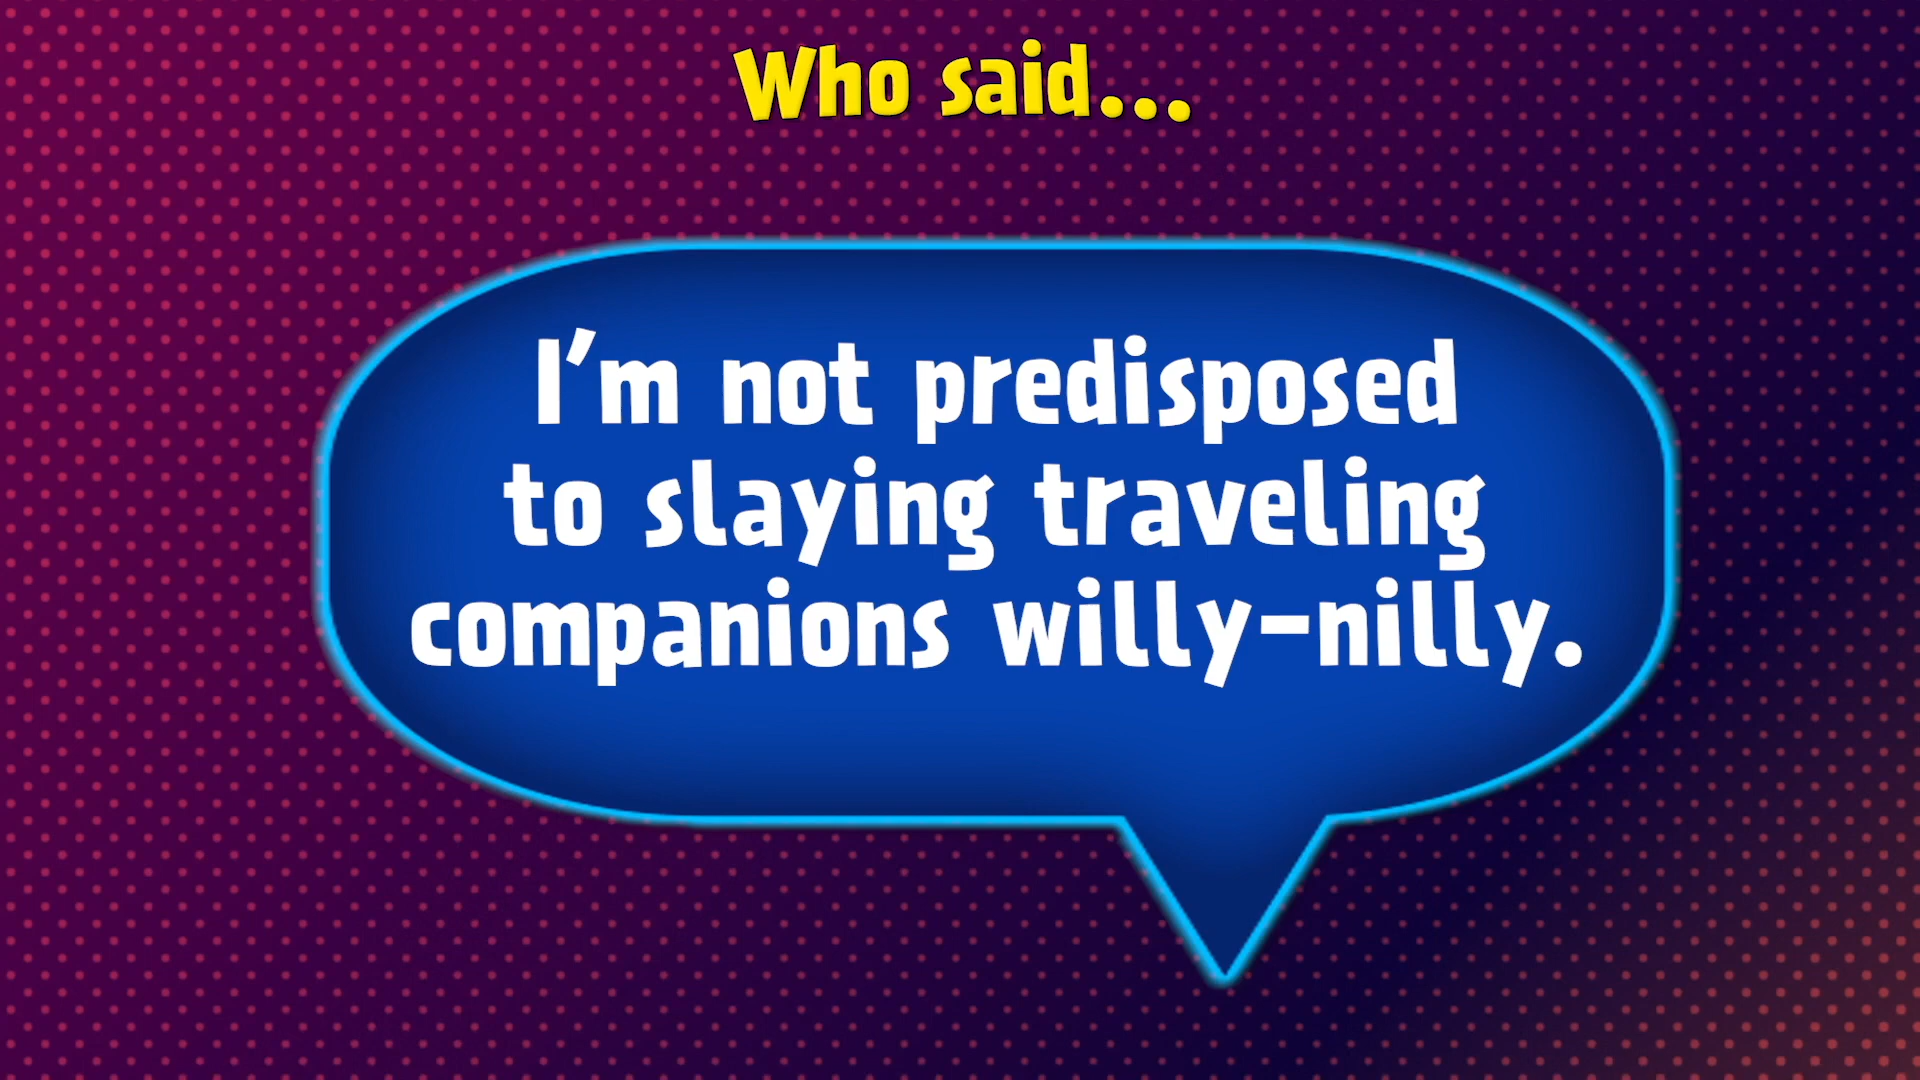 Who said...
I'm not predisposed
to slaying traveling
companions willy-nilly.